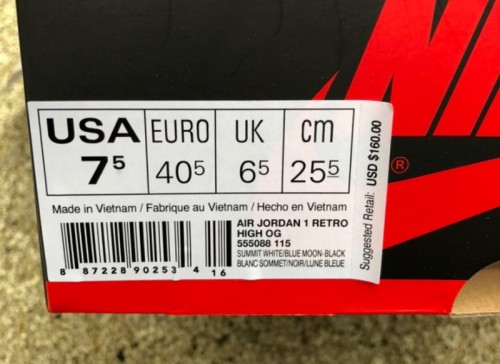 USA EURO UK cm
7⁵ 40⁵ 6⁵ 25⁵
Made in Vietnam / Fabrique au Vietnam / Hecho en Vietnam
AIR JORDAN 1 RETRO
HIGH OG
555088 115
SUMMIT WHITE/BLUE MOON-BLACK
BLANC SOMMET/NOIR/LUNE BLEUE
8 87228 90253 4 16
Suggested Retail: USD $160.00
®